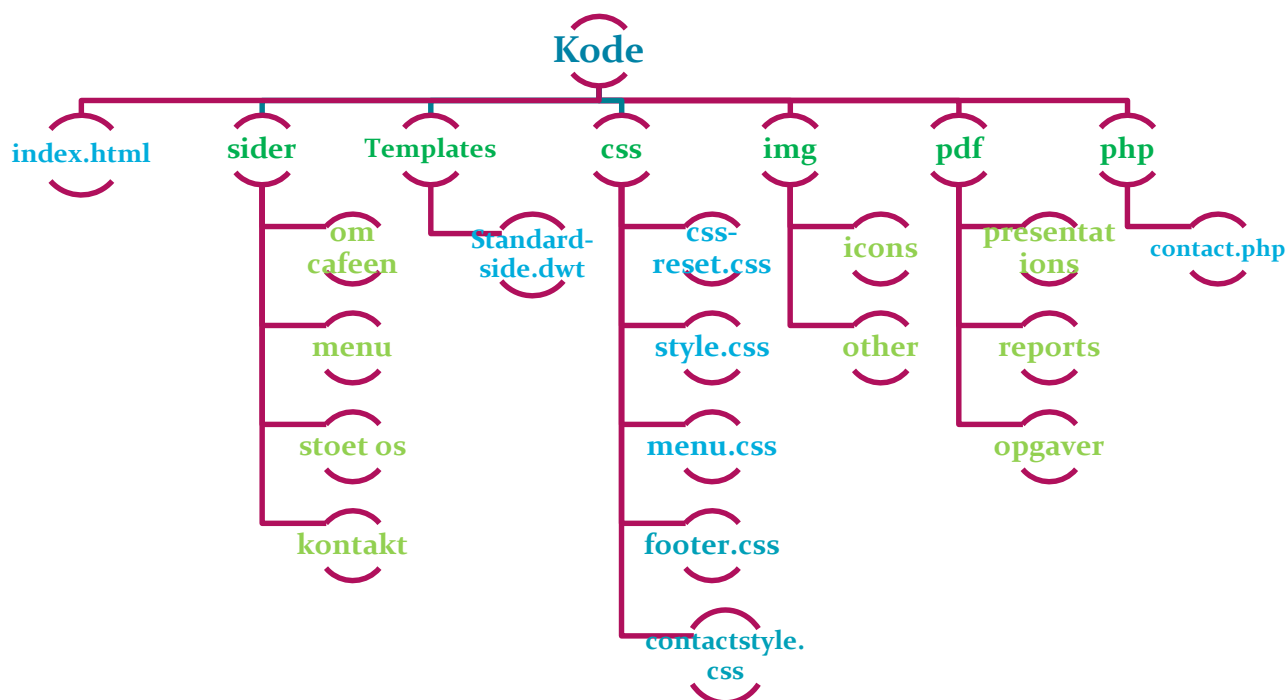 Kode
index.html
sider
Templates
css
img
pdf
php
om
cafeen
menu
stoet os
kontakt
Standard-
side.dwt
css-
reset.css
style.css
menu.css
footer.css
contactstyle.
css
icons
other
presentat
ions
reports
opgaver
contact.php